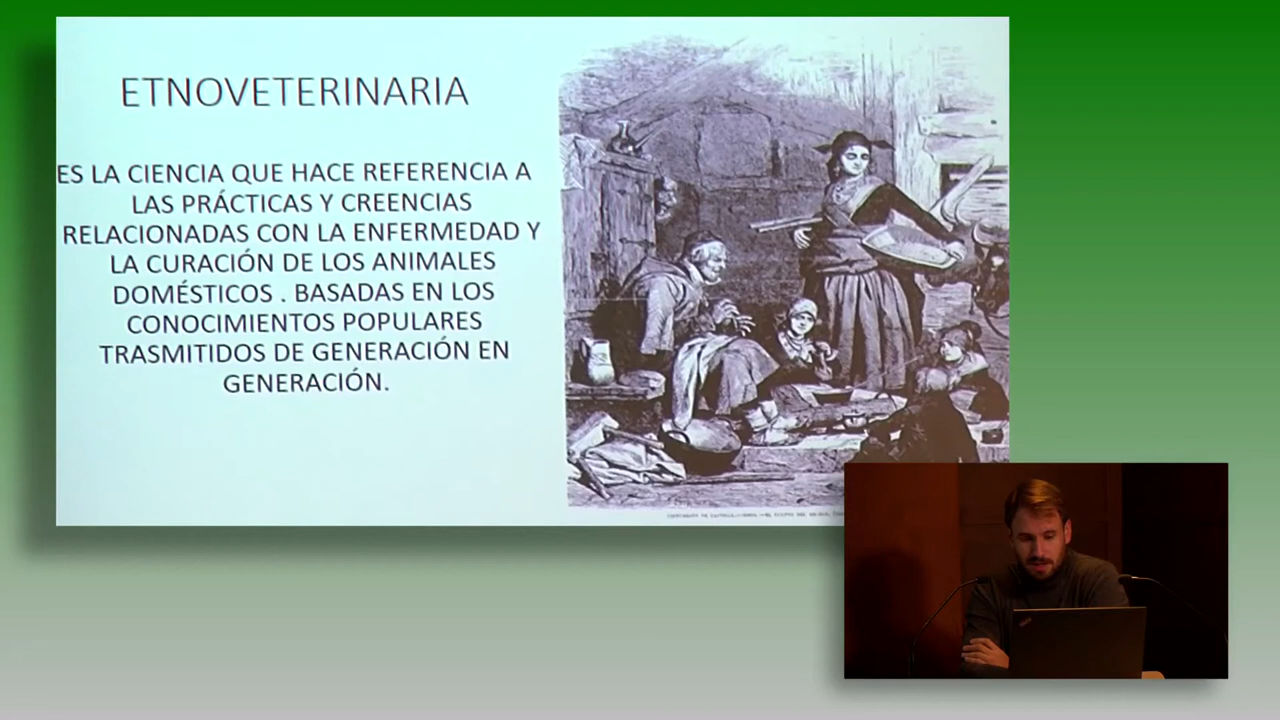 ETNOVETERINARIA
ES LA CIENCIA QUE HACE REFERENCIA A
LAS PRÁCTICAS Y CREENCIAS
RELACIONADAS CON LA ENFERMEDAD Y
LA CURACIÓN DE LOS ANIMALES
DOMÉSTICOS . BASADAS EN LOS
CONOCIMIENTOS POPULARES
TRASMITIDOS DE GENERACIÓN EN
GENERACIÓN.